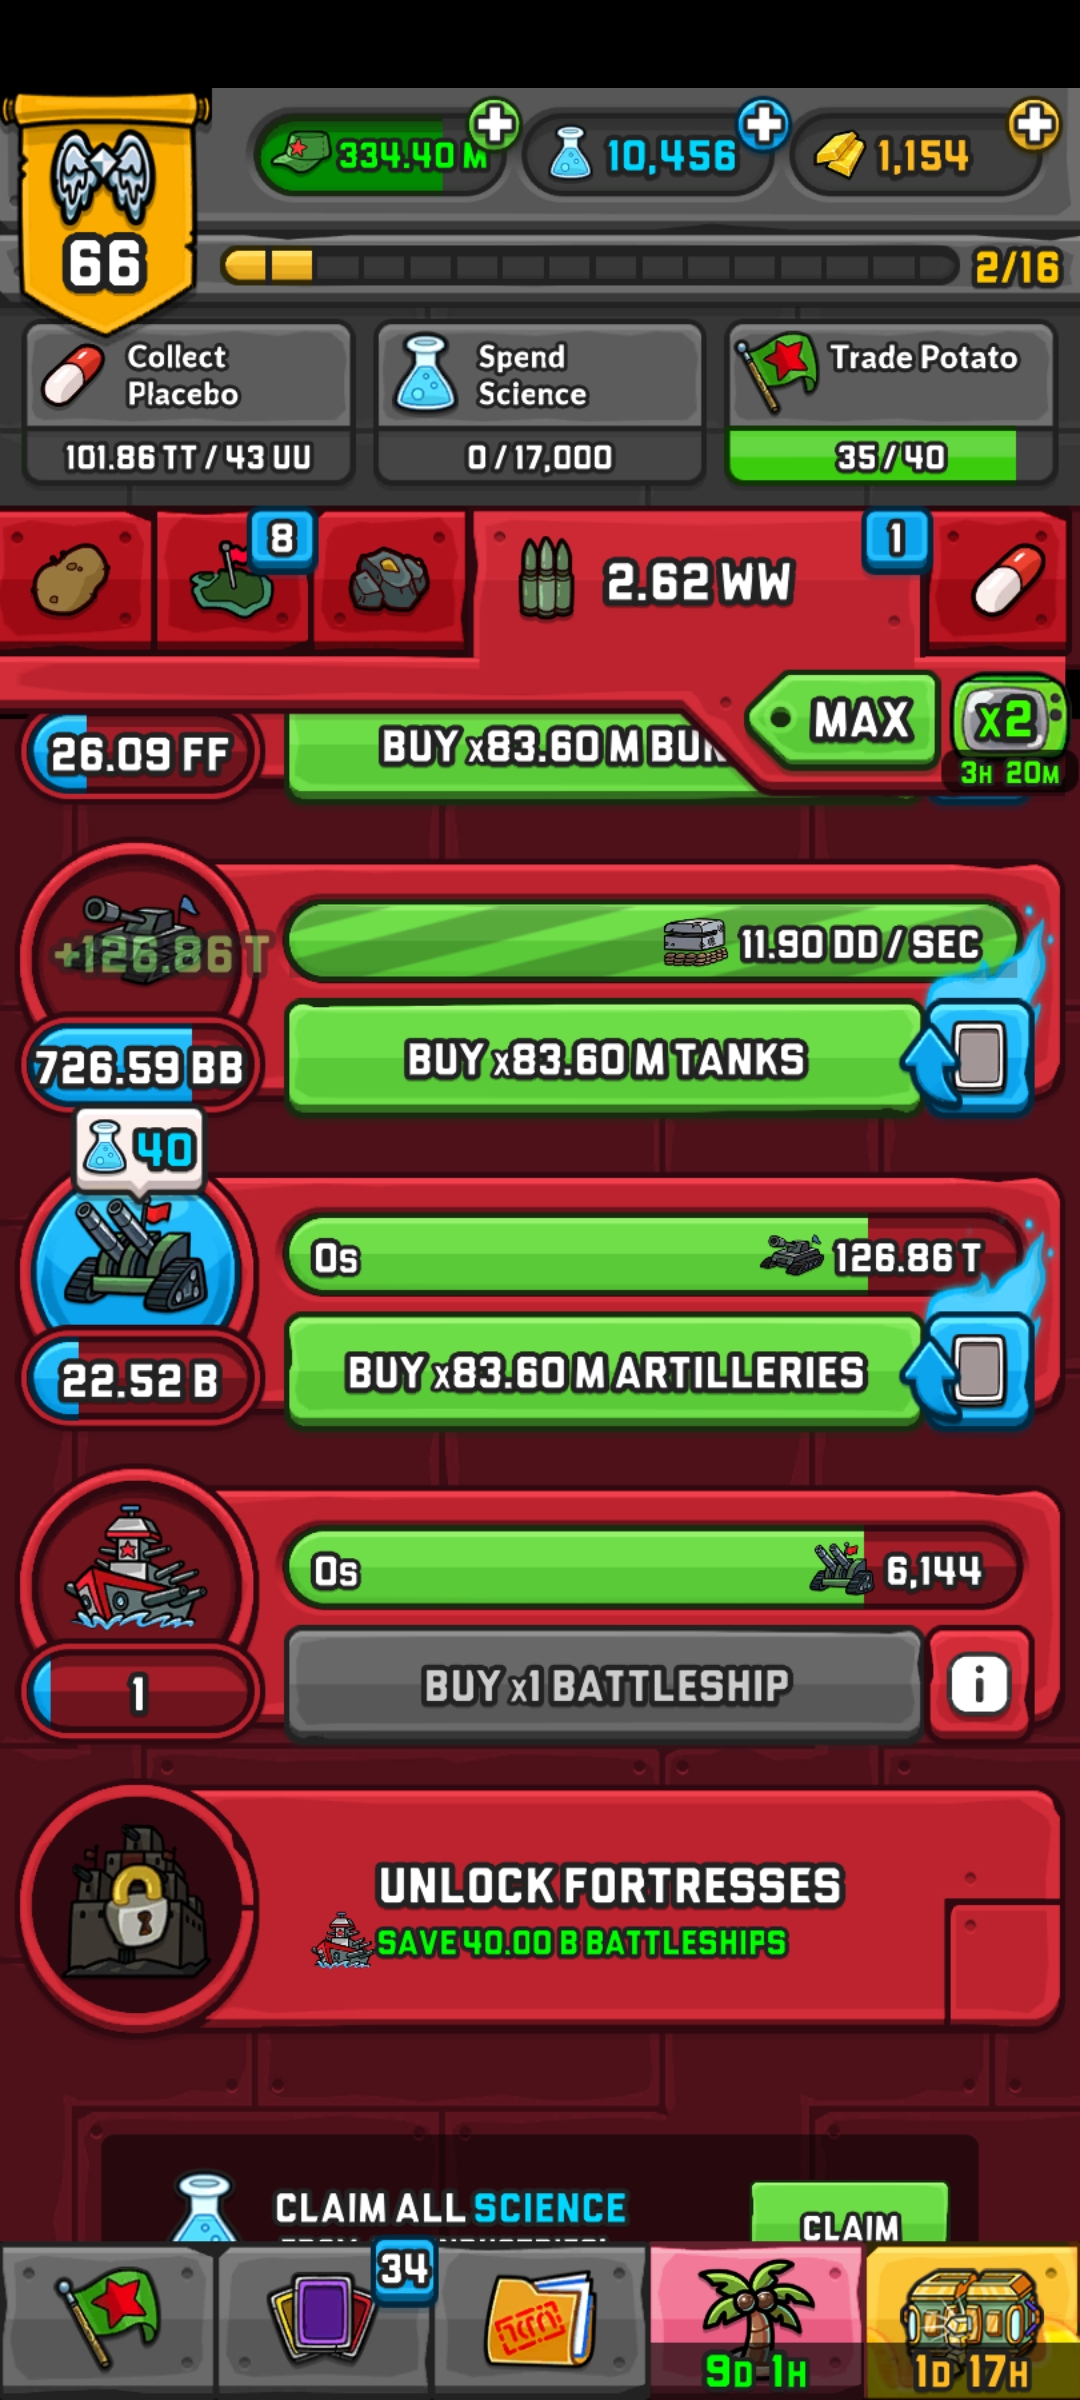 334.40 M
10,456
1,154
66
2/16
Collect
Placebo
101.86 TT / 43 UU
Spend
Science
0 / 17,000
Trade Potato
35 / 40
8
2.62 WW
1
MAX
x2
3H 20M
26.09 FF
BUY x83.60 M
+126.86 T
11.90 DD / SEC
726.59 BB
BUY x83.60 M TANKS
40
0s
126.86 T
22.52 B
BUY x83.60 M ARTILLERIES
0s
6,144
1
BUY x1 BATTLESHIP
i
UNLOCK FORTRESSES
SAVE 40.00 B BATTLESHIPS
CLAIM ALL SCIENCE
CLAIM
34
9D 1H
1D 17H